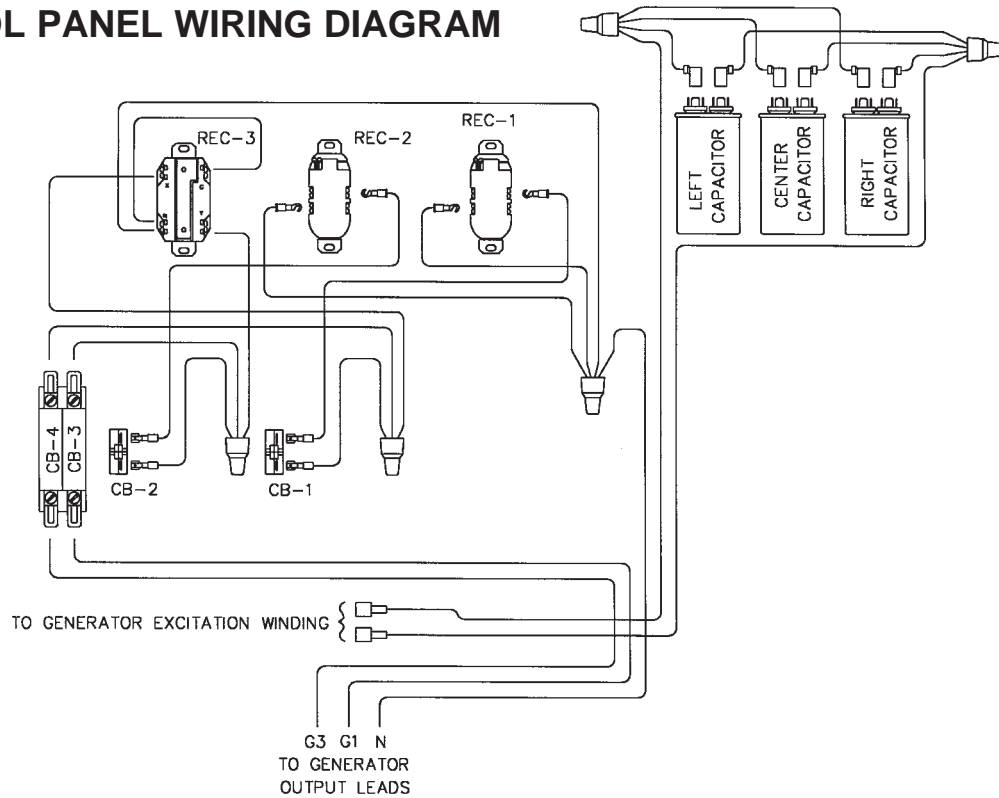 OL PANEL WIRING DIAGRAM
REC-3
REC-2
REC-1
LEFT
CAPACITOR
CENTER
CAPACITOR
RIGHT
CAPACITOR
CB-4
CB-3
CB-2
CB-1
TO GENERATOR EXCITATION WINDING
G3 G1 N
TO GENERATOR
OUTPUT LEADS